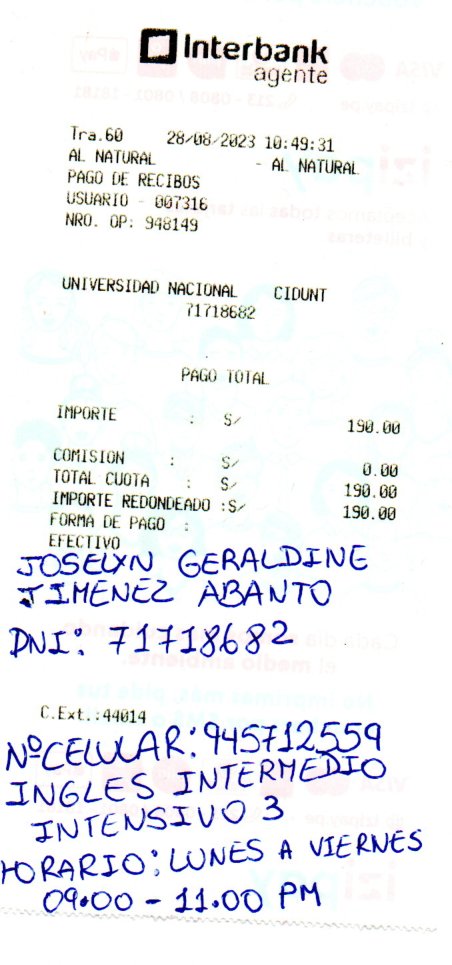 Interbank
agente
Tra.60 28/08/2023 10:49:31
AL NATURAL - AL NATURAL
PAGO DE RECIBOS
USUARIO - 007316
NRO. OP: 948149
UNIVERSIDAD NACIONAL CIDUNT
71718682
PAGO TOTAL
IMPORTE : S/ 190.00
COMISION : S/ 0.00
TOTAL CUOTA : S/ 190.00
IMPORTE REDONDEADO :S/ 190.00
FORMA DE PAGO :
EFECTIVO
JOSELYN GERALDINE
JIMENEZ ABANTO
DNI: 71718682
C.Ext.:44014
NºCELULAR: 945712559
INGLES INTERMEDIO
INTENSIVO 3
HORARIO: LUNES A VIERNES
09:00 - 11.00 PM